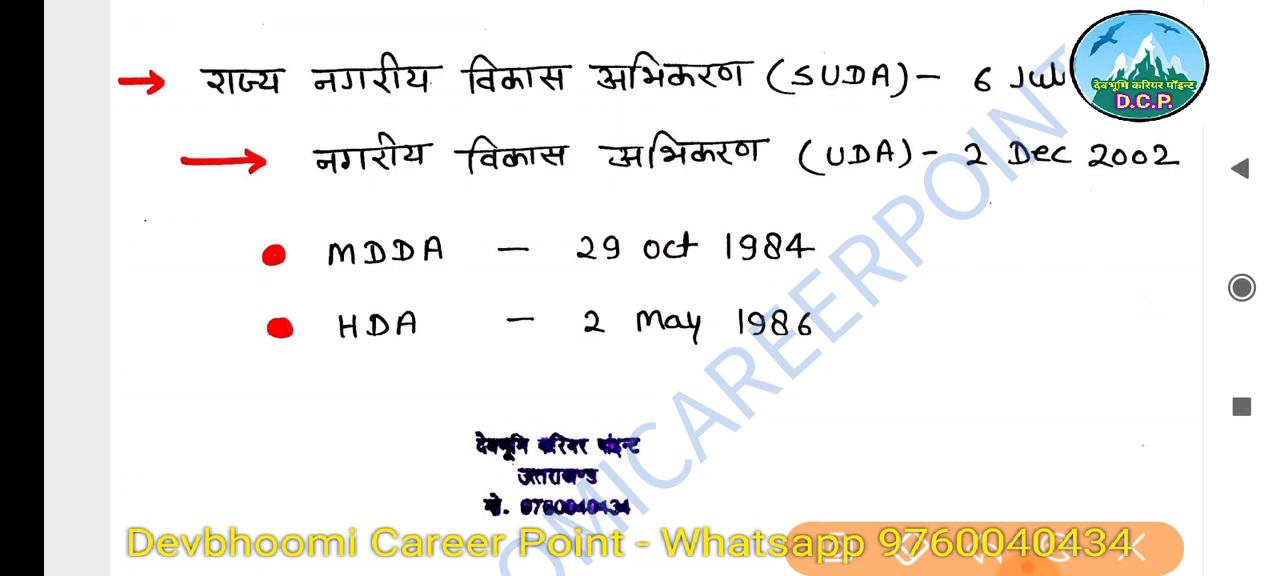 → राज्य नगरीय विकास अभिकरण (SUDA) - 6
देवभूमि करियर पॉइन्ट
D.C.P.
→ नगरीय विकास अभिकरण (UDA) - 2 Dec 2002
MDDA - 29 Oct 1984
HDA - 2 May 1986
देवभूमि करियर पॉइन्ट
उत्तराखण्ड
मो. 9760040434
Devbhoomi Career Point - Whatsapp 9760040434
OMICAREERPOINT